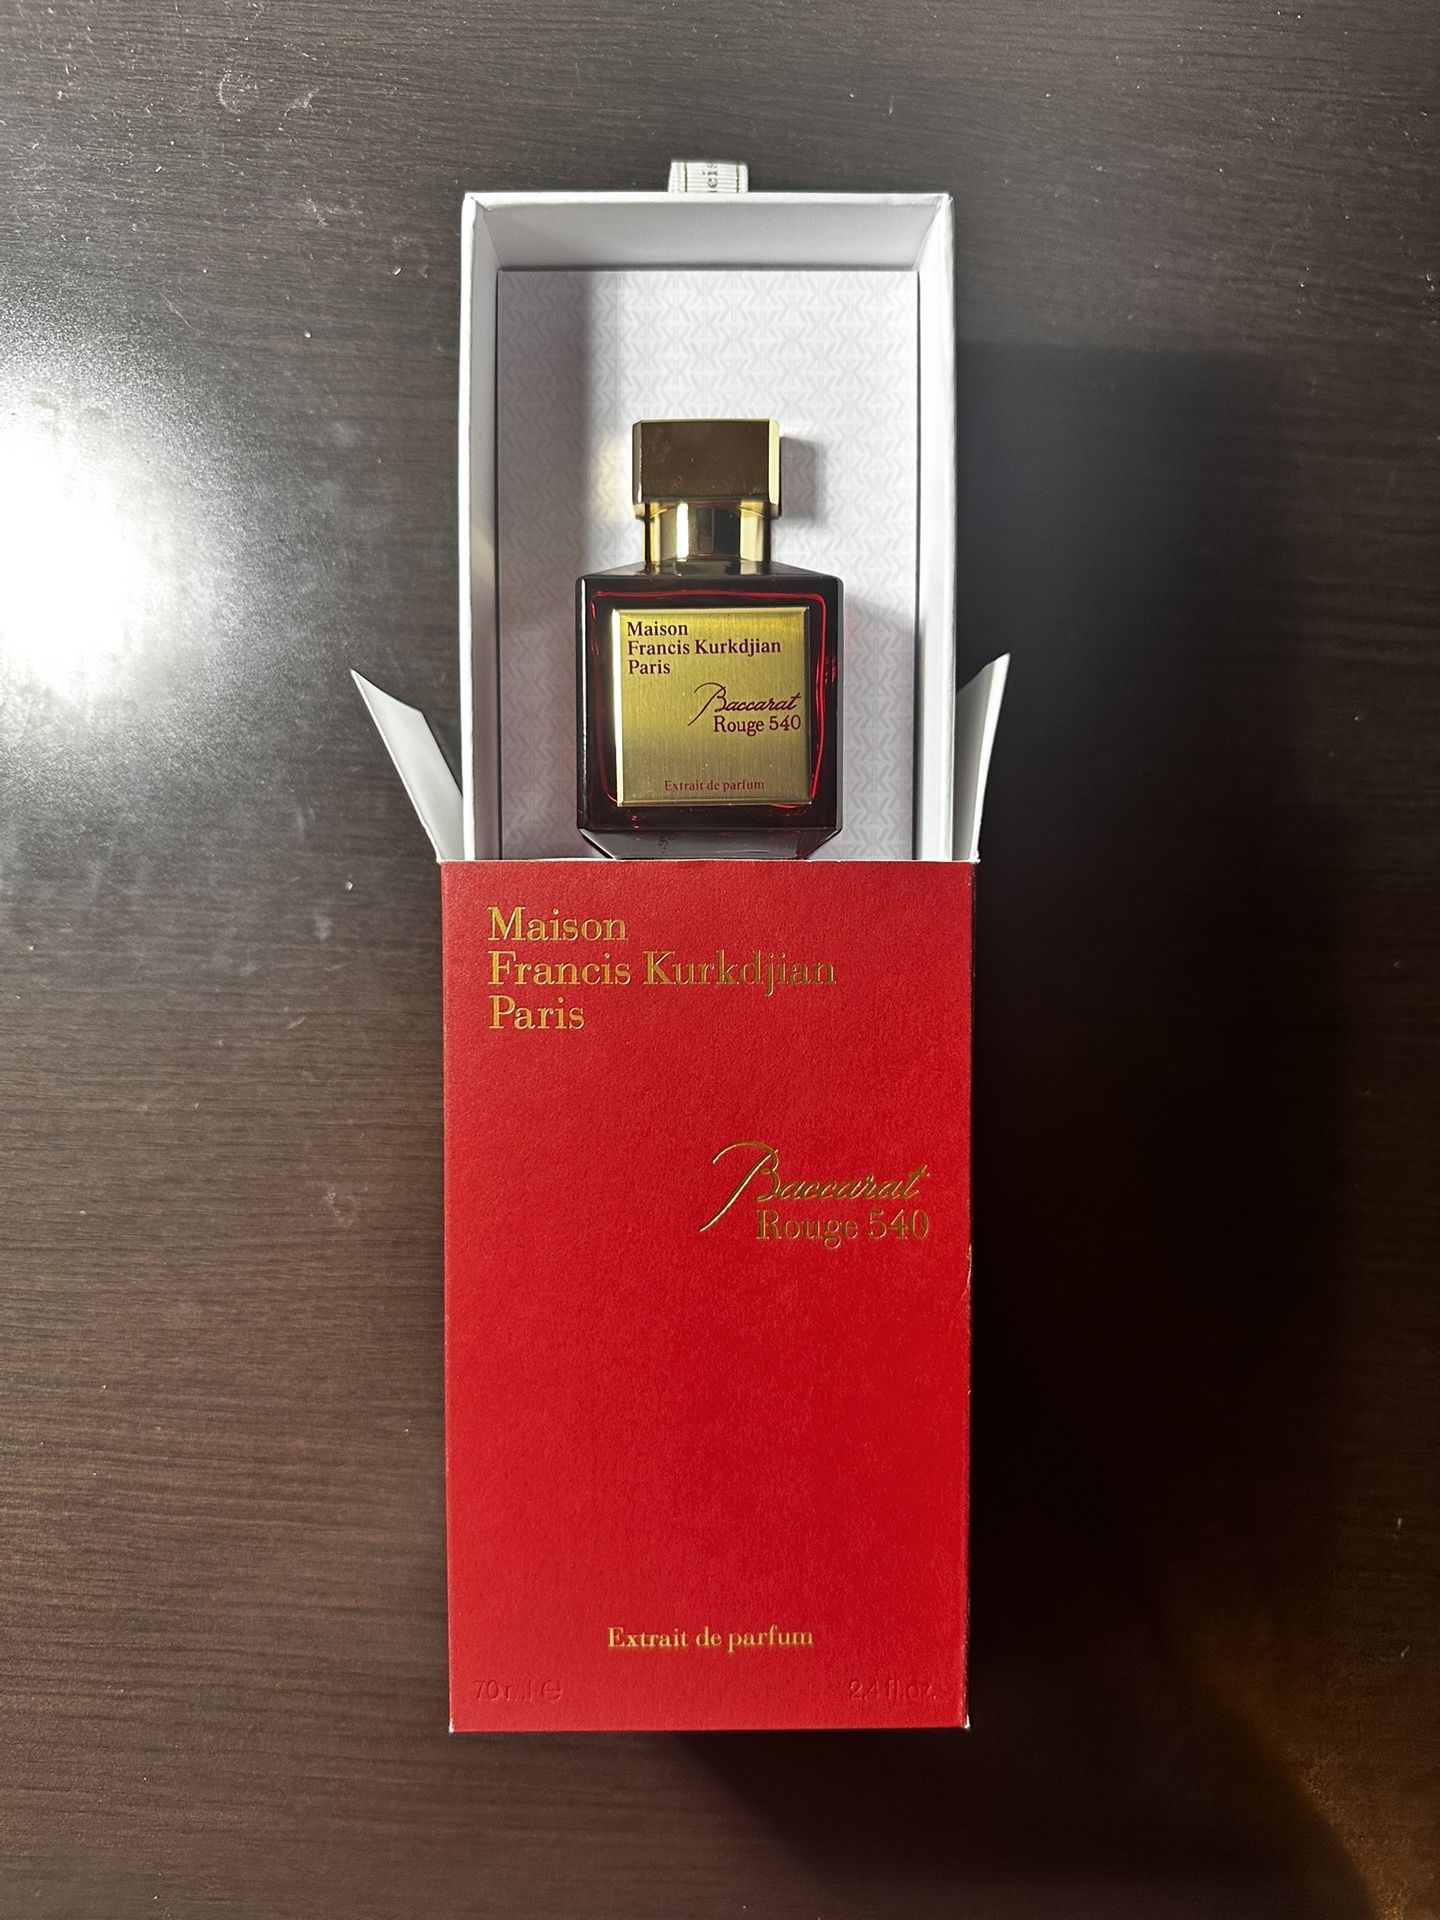 Maison
Francis Kurkdjian
Paris
Baccarat
Rouge 540
Extrait de parfum
Maison
Francis Kurkdjian
Paris
Baccarat
Rouge 540
Extrait de parfum
70 ml ℮
2.4 fl.oz.